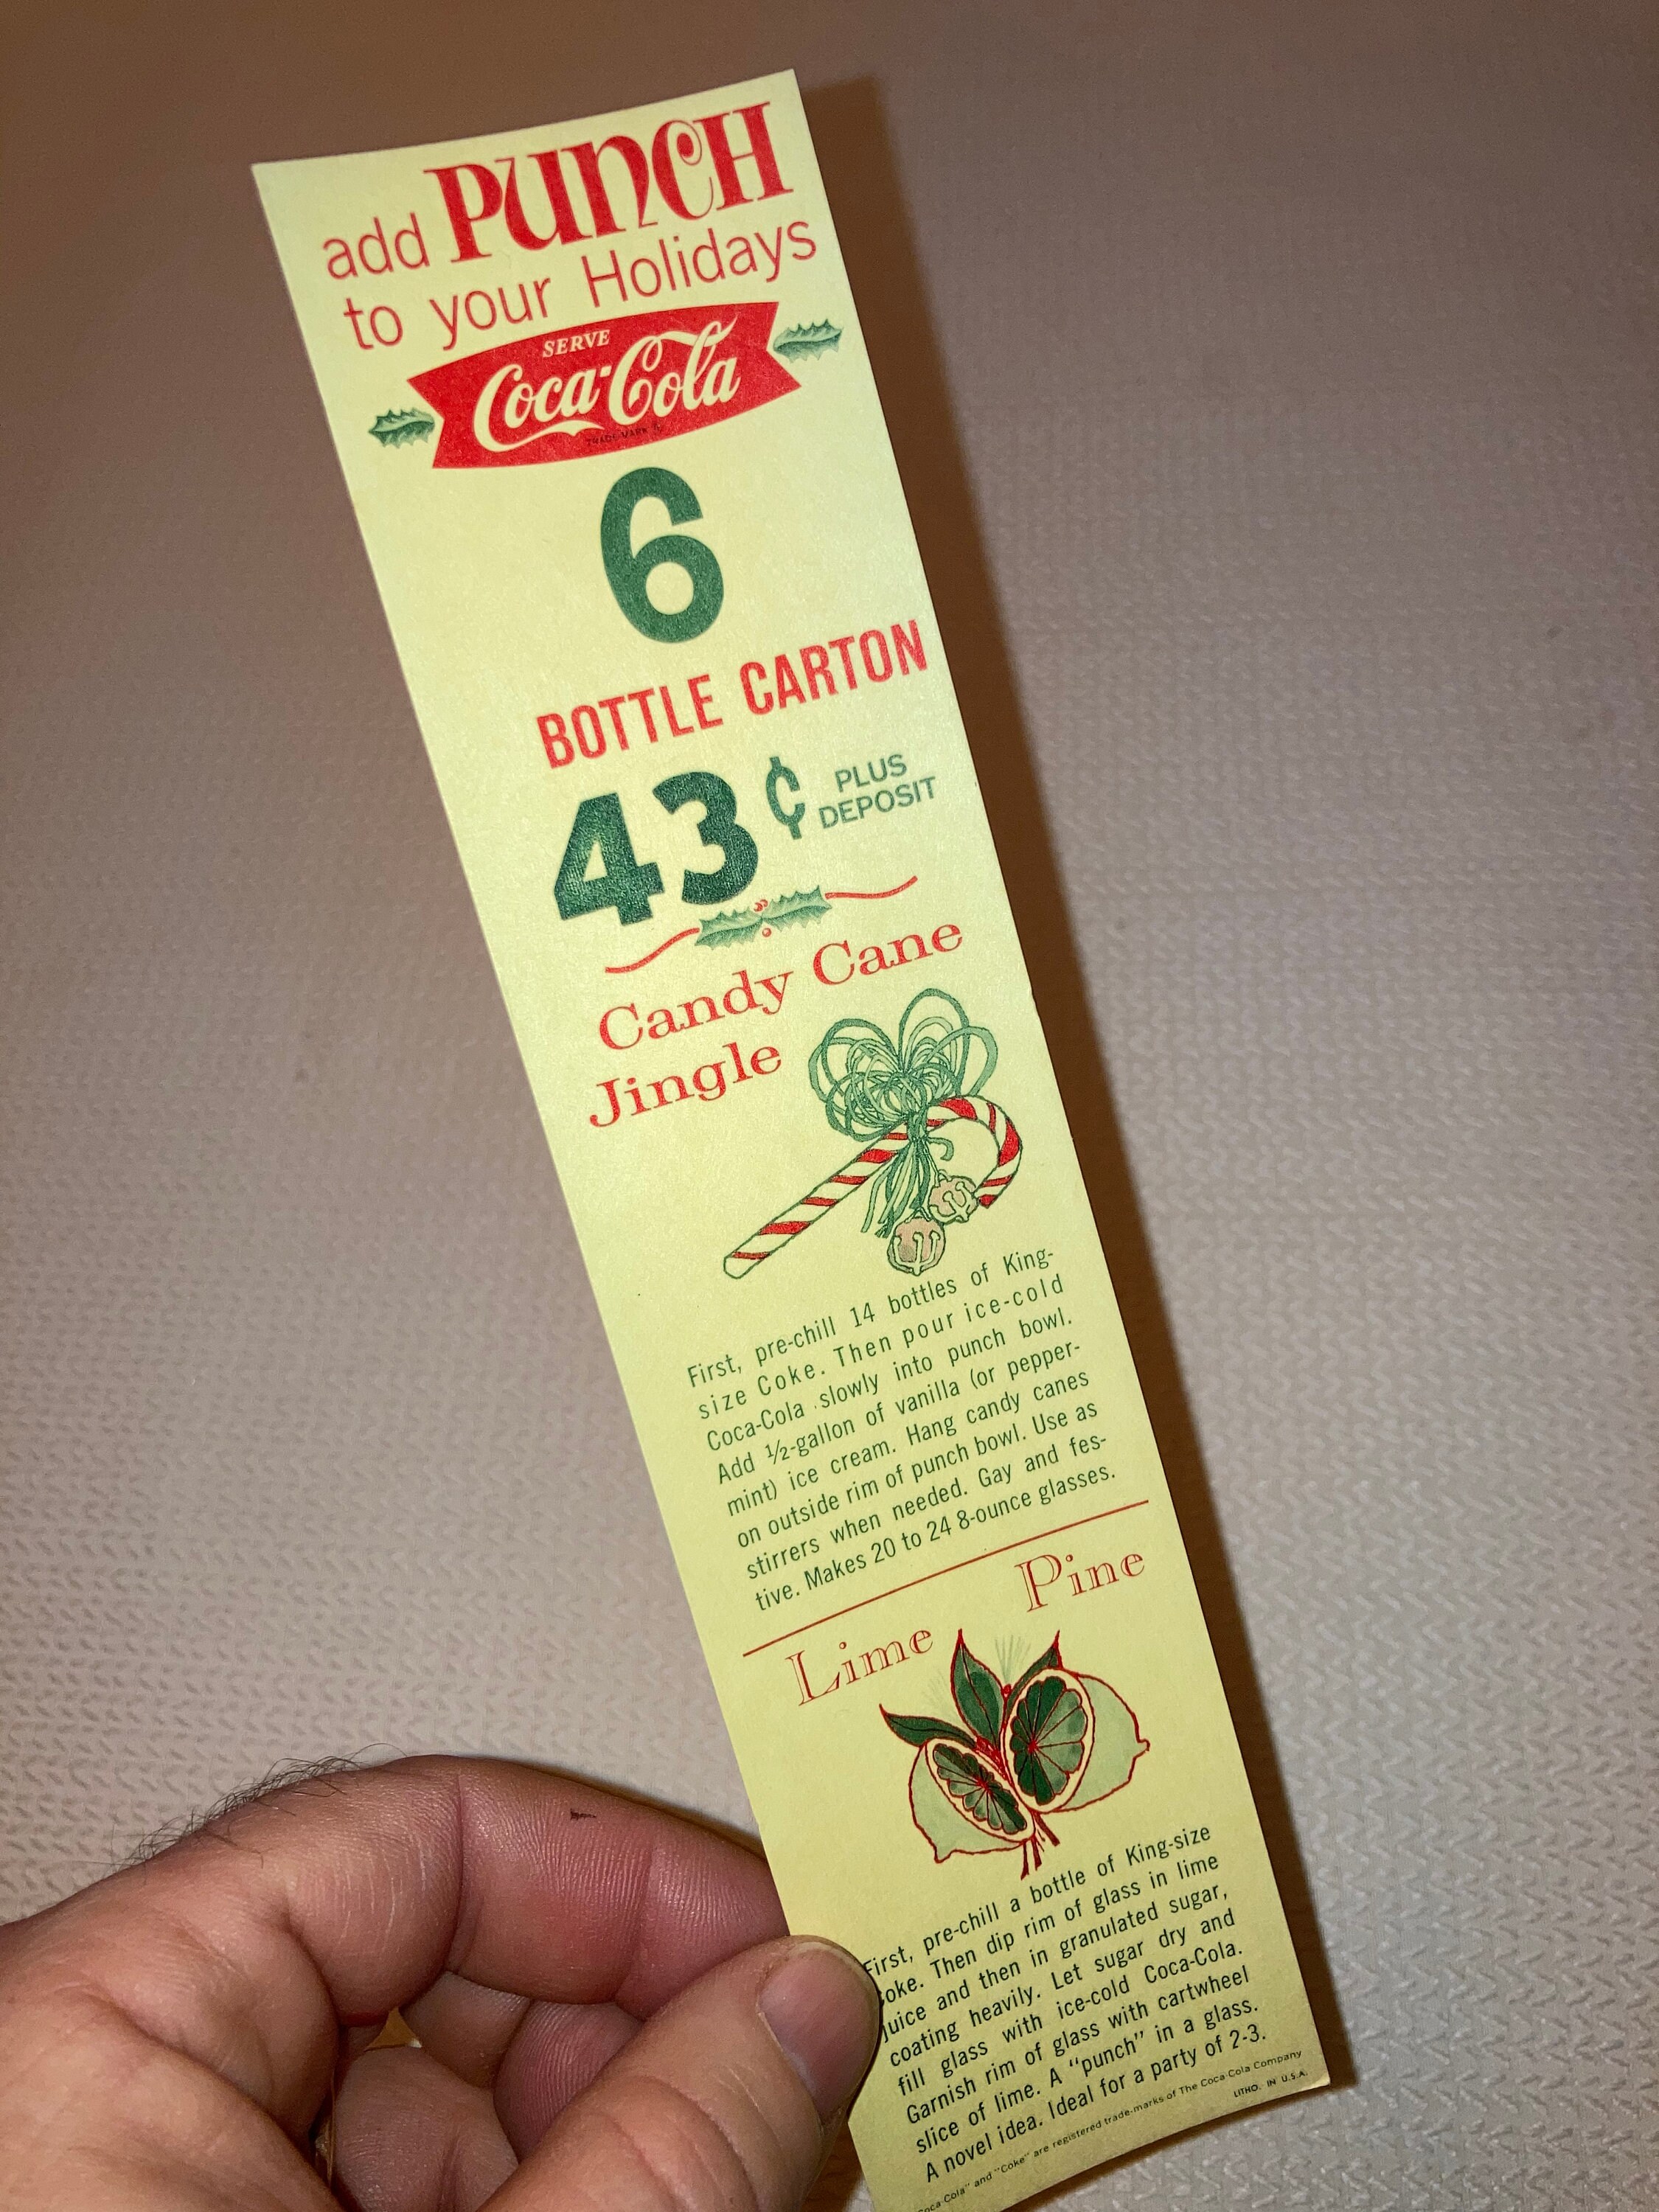 add PUNCH
to your Holidays
SERVE
Coca-Cola
TRADE MARK ®
6
BOTTLE CARTON
43¢ PLUS
DEPOSIT
Candy Cane
Jingle
First, pre-chill 14 bottles of King-
size Coke. Then pour ice-cold
Coca-Cola slowly into punch bowl.
Add ½-gallon of vanilla (or pepper-
mint) ice cream. Hang candy canes
on outside rim of punch bowl. Use as
stirrers when needed. Gay and fes-
tive. Makes 20 to 24 8-ounce glasses.
Lime Pine
First, pre-chill a bottle of King-size
Coke. Then dip rim of glass in lime
juice and then in granulated sugar,
coating heavily. Let sugar dry and
fill glass with ice-cold Coca-Cola.
Garnish rim of glass with cartwheel
slice of lime. A "punch" in a glass.
A novel idea. Ideal for a party of 2-3.
Coca-Cola" and "Coke" are registered trade-marks of The Coca-Cola Company
LITHO. IN U.S.A.